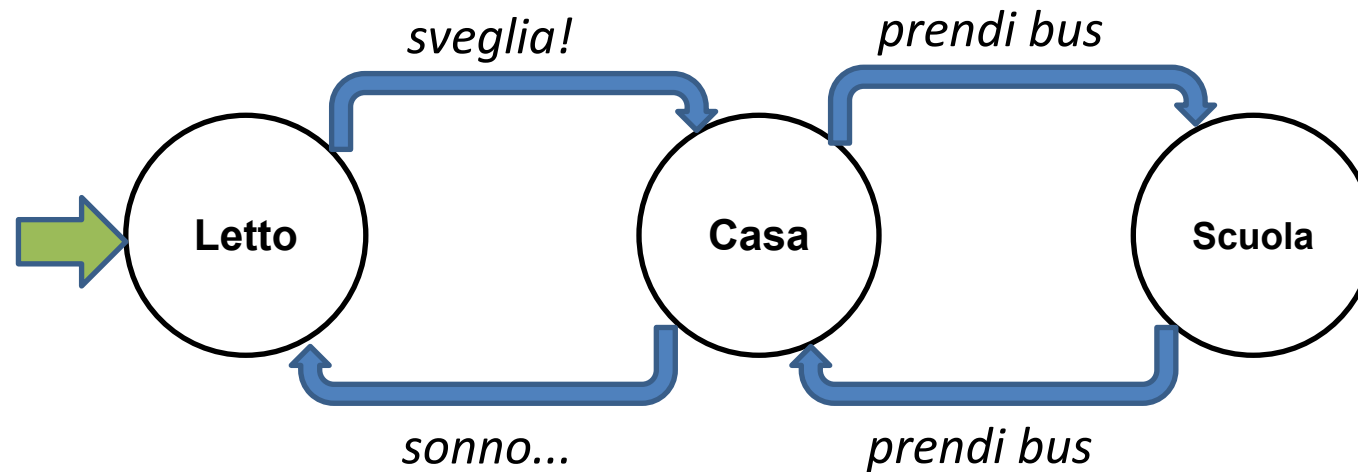 sveglia!
prendi bus
Letto
Casa
Scuola
sonno...
prendi bus